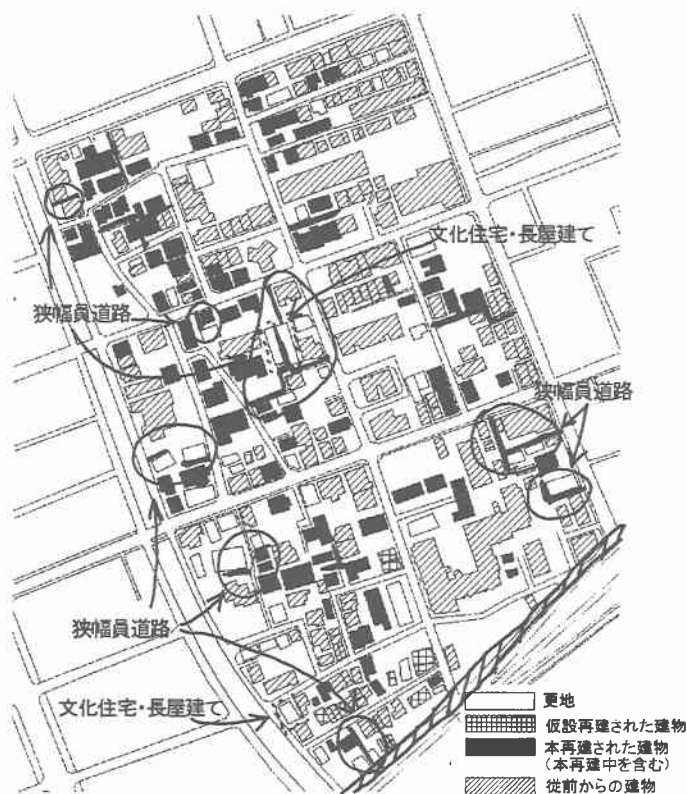 文化住宅・長屋建て
狭幅員道路
狭幅員道路
狭幅員道路
文化住宅・長屋建て
更地
仮設再建された建物
本再建された建物
(本再建中を含む)
従前からの建物